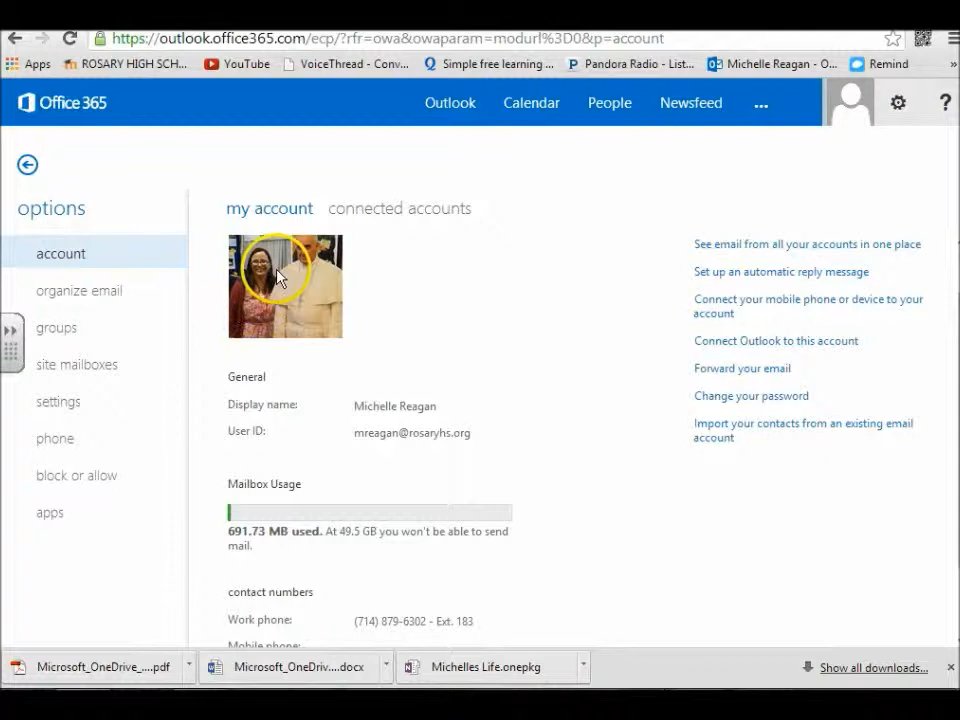 https://outlook.office365.com/ecp/?rfr=owa&owaparam=modurl%3D0&p=account
Apps ROSARY HIGH SCH... YouTube VoiceThread - Conv... Simple free learning ... Pandora Radio - List... Michelle Reagan - O... Remind »
Office 365 Outlook Calendar People Newsfeed ... ?
options
account
organize email
groups
site mailboxes
settings
phone
block or allow
apps
my account connected accounts
General
Display name: Michelle Reagan
User ID: mreagan@rosaryhs.org
Mailbox Usage
691.73 MB used. At 49.5 GB you won't be able to send
mail.
contact numbers
Work phone: (714) 879-6302 - Ext. 183
Mobile phone:
See email from all your accounts in one place
Set up an automatic reply message
Connect your mobile phone or device to your
account
Connect Outlook to this account
Forward your email
Change your password
Import your contacts from an existing email
account
Microsoft_OneDrive_....pdf Microsoft_OneDriv....docx Michelles Life.onepkg Show all downloads...